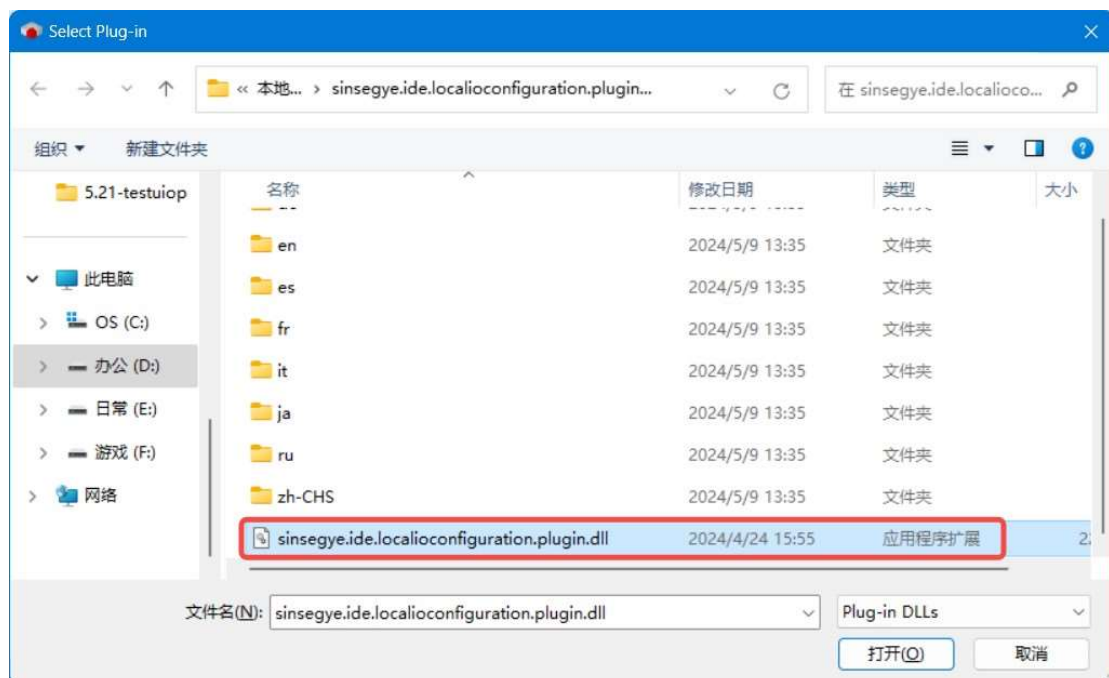 Select Plug-in
« 本地... › sinsegye.ide.localioconfiguration.plugin...
在 sinsegye.ide.localioco...
组织
新建文件夹
5.21-testuiop
此电脑
OS (C:)
办公 (D:)
日常 (E:)
游戏 (F:)
网络
名称 修改日期 类型 大小
en 2024/5/9 13:35 文件夹
es 2024/5/9 13:35 文件夹
fr 2024/5/9 13:35 文件夹
it 2024/5/9 13:35 文件夹
ja 2024/5/9 13:35 文件夹
ru 2024/5/9 13:35 文件夹
zh-CHS 2024/5/9 13:35 文件夹
sinsegye.ide.localioconfiguration.plugin.dll 2024/4/24 15:55 应用程序扩展
文件名(N): sinsegye.ide.localioconfiguration.plugin.dll Plug-in DLLs
打开(O) 取消